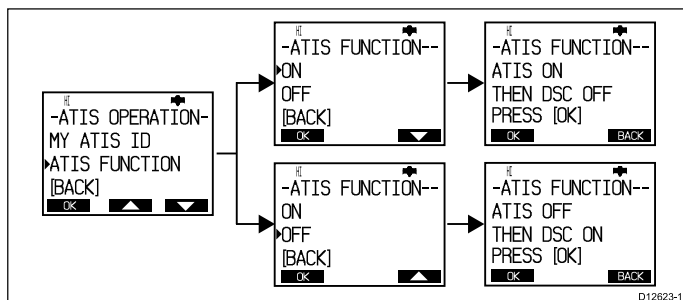 HI
-ATIS OPERATION-
MY ATIS ID
ATIS FUNCTION
[BACK]
OK
HI
-ATIS FUNCTION--
ON
OFF
[BACK]
OK
HI
-ATIS FUNCTION--
ATIS ON
THEN DSC OFF
PRESS [OK]
OK BACK
HI
-ATIS FUNCTION--
ON
OFF
[BACK]
OK
HI
-ATIS FUNCTION--
ATIS OFF
THEN DSC ON
PRESS [OK]
OK BACK
D12623-1